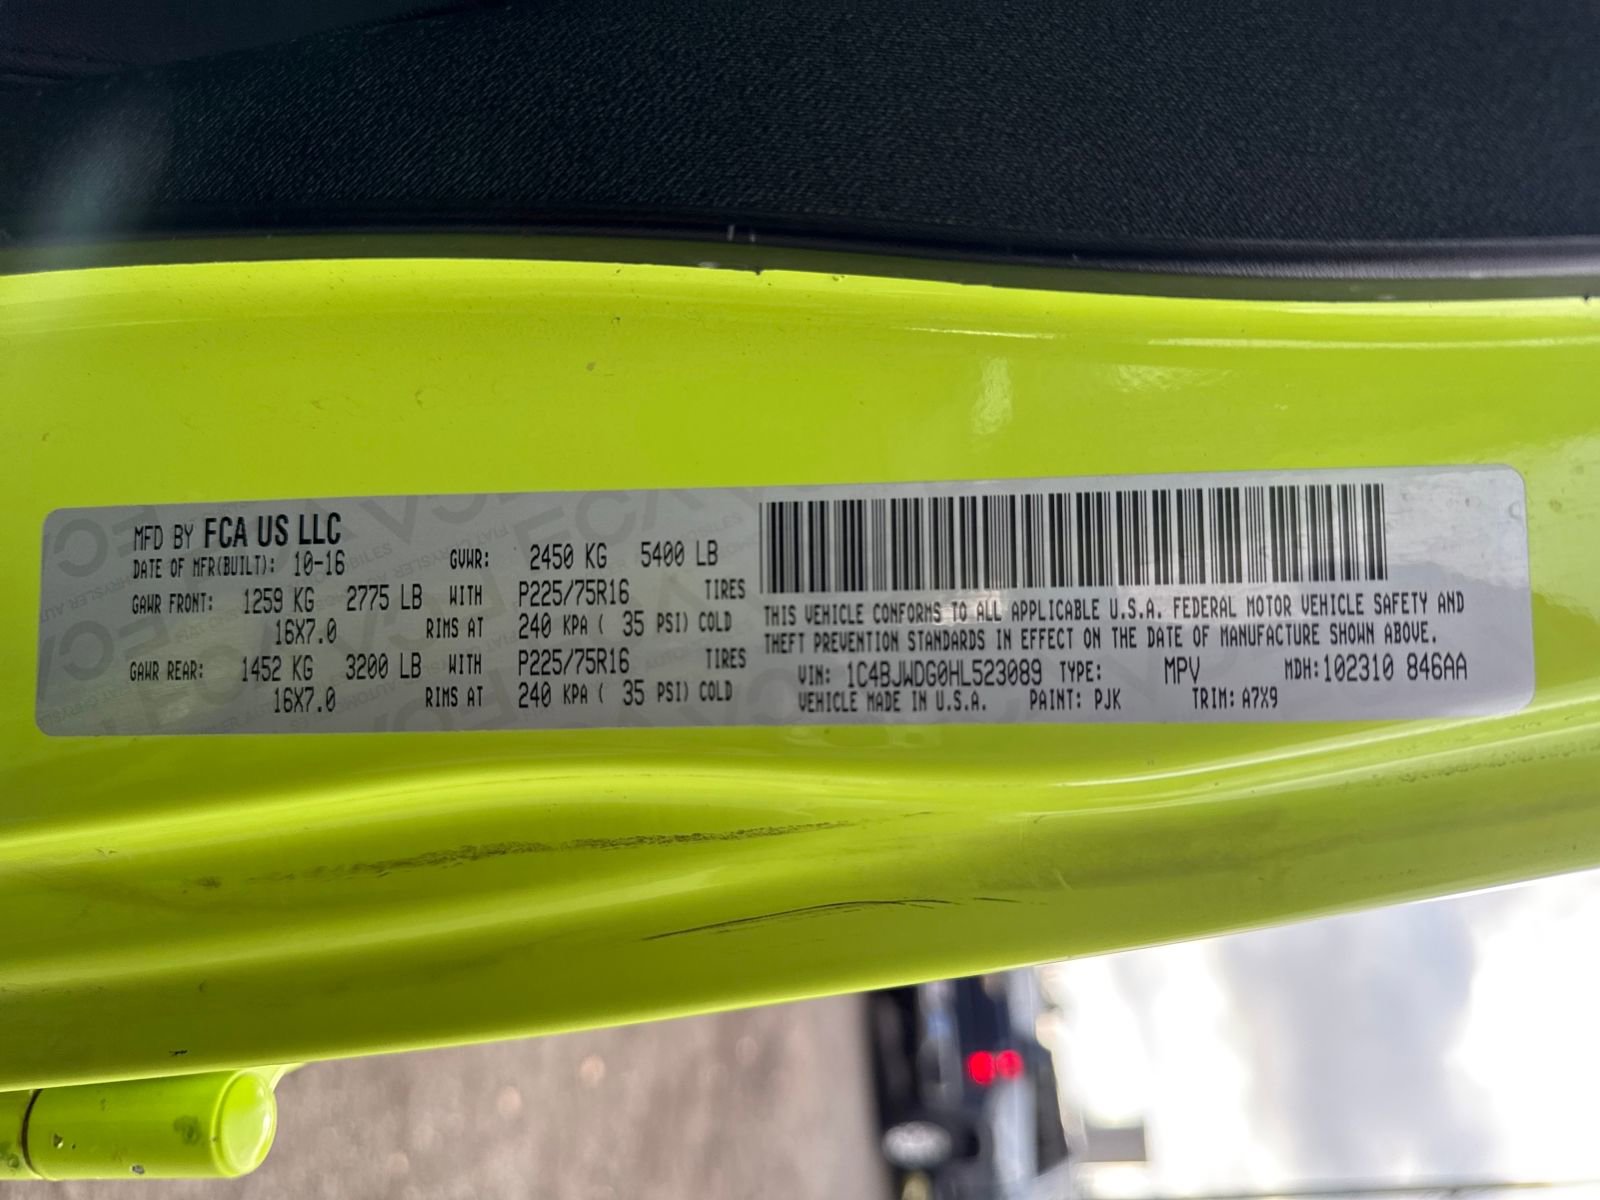 MFD BY FCA US LLC
DATE OF MFR(BUILT): 10-16 GVWR: 2450 KG 5400 LB
GAWR FRONT: 1259 KG 2775 LB WITH P225/75R16 TIRES
16X7.0 RIMS AT 240 KPA ( 35 PSI) COLD
GAWR REAR: 1452 KG 3200 LB WITH P225/75R16 TIRES
16X7.0 RIMS AT 240 KPA ( 35 PSI) COLD
THIS VEHICLE CONFORMS TO ALL APPLICABLE U.S.A. FEDERAL MOTOR VEHICLE SAFETY AND
THEFT PREVENTION STANDARDS IN EFFECT ON THE DATE OF MANUFACTURE SHOWN ABOVE.
VIN: 1C4BJWDG0HL523089 TYPE: MPV MDH:102310 846AA
VEHICLE MADE IN U.S.A. PAINT: PJK TRIM: A7X9